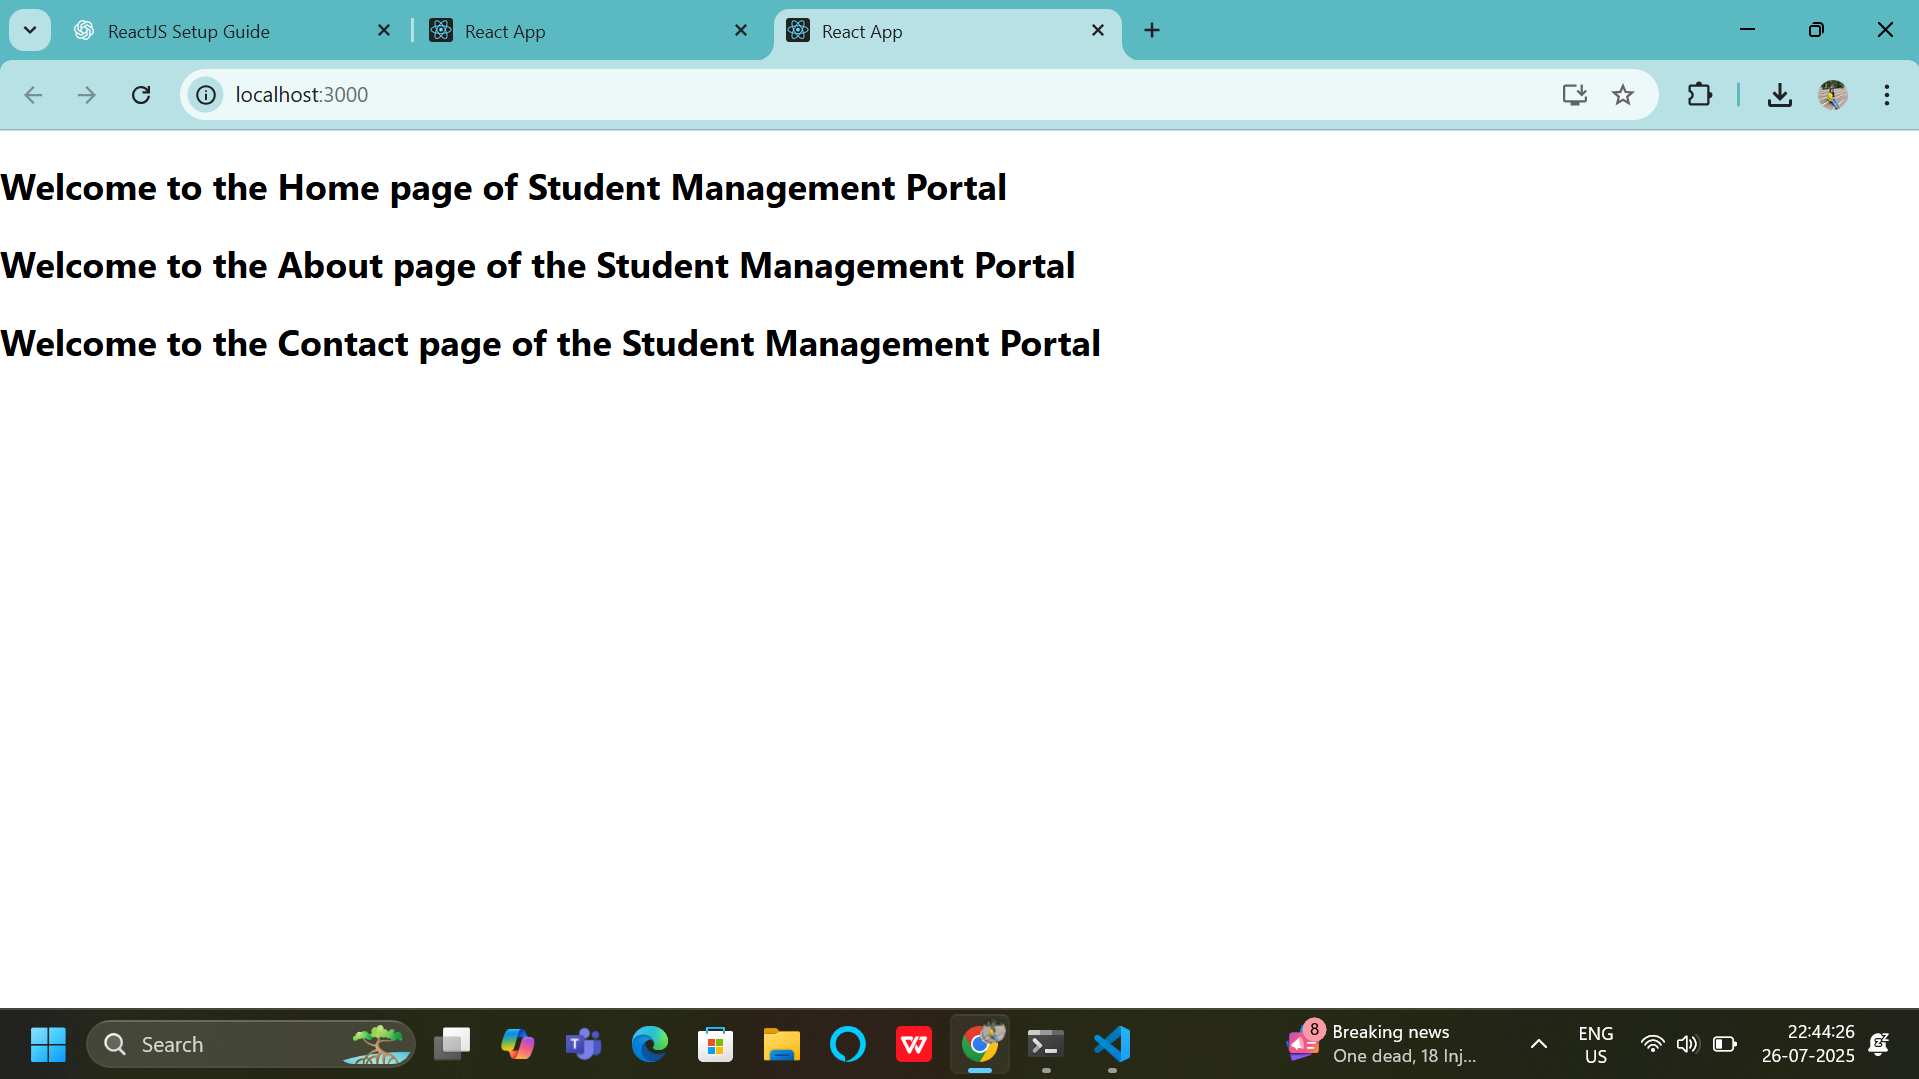 ReactJS Setup Guide
React App
React App
localhost:3000
Welcome to the Home page of Student Management Portal
Welcome to the About page of the Student Management Portal
Welcome to the Contact page of the Student Management Portal
Search
8
Breaking news
One dead, 18 Inj...
ENG
US
22:44:26
26-07-2025